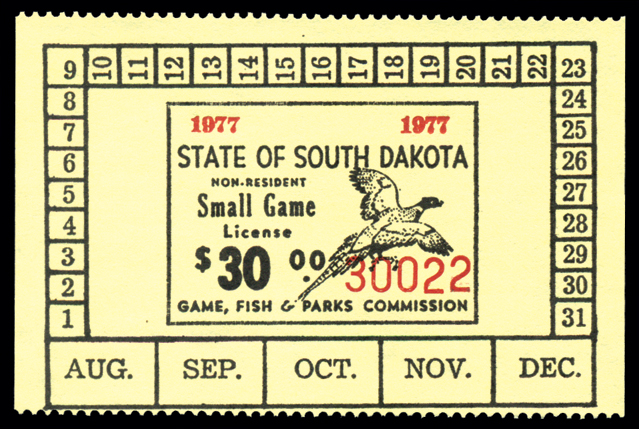 9 10 11 12 13 14 15 16 17 18 19 20 21 22 23
8 24
7 25
6 26
5 27
4 28
3 29
2 30
1 31
1977 1977
STATE OF SOUTH DAKOTA
NON-RESIDENT
Small Game
License
$30 00.
30022
GAME, FISH & PARKS COMMISSION
AUG. SEP. OCT. NOV. DEC.